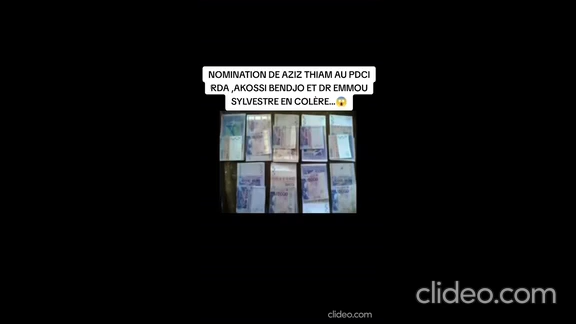 NOMINATION DE AZIZ THIAM AU PDCI
RDA ,AKOSSI BENDJO ET DR EMMOU
SYLVESTRE EN COLÈRE...😱
clideo.com
clideo.com